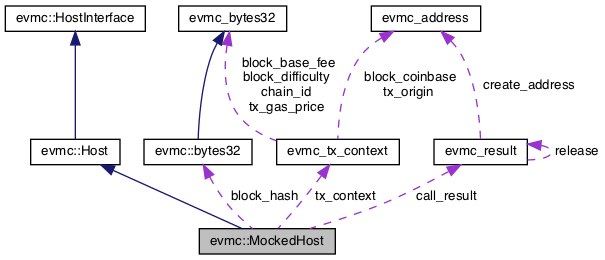 evmc::HostInterface
evmc_bytes32
evmc_address
block_base_fee
block_difficulty
chain_id
tx_gas_price
block_coinbase
tx_origin
create_address
evmc::Host
evmc::bytes32
evmc_tx_context
evmc_result
release
block_hash
tx_context
call_result
evmc::MockedHost